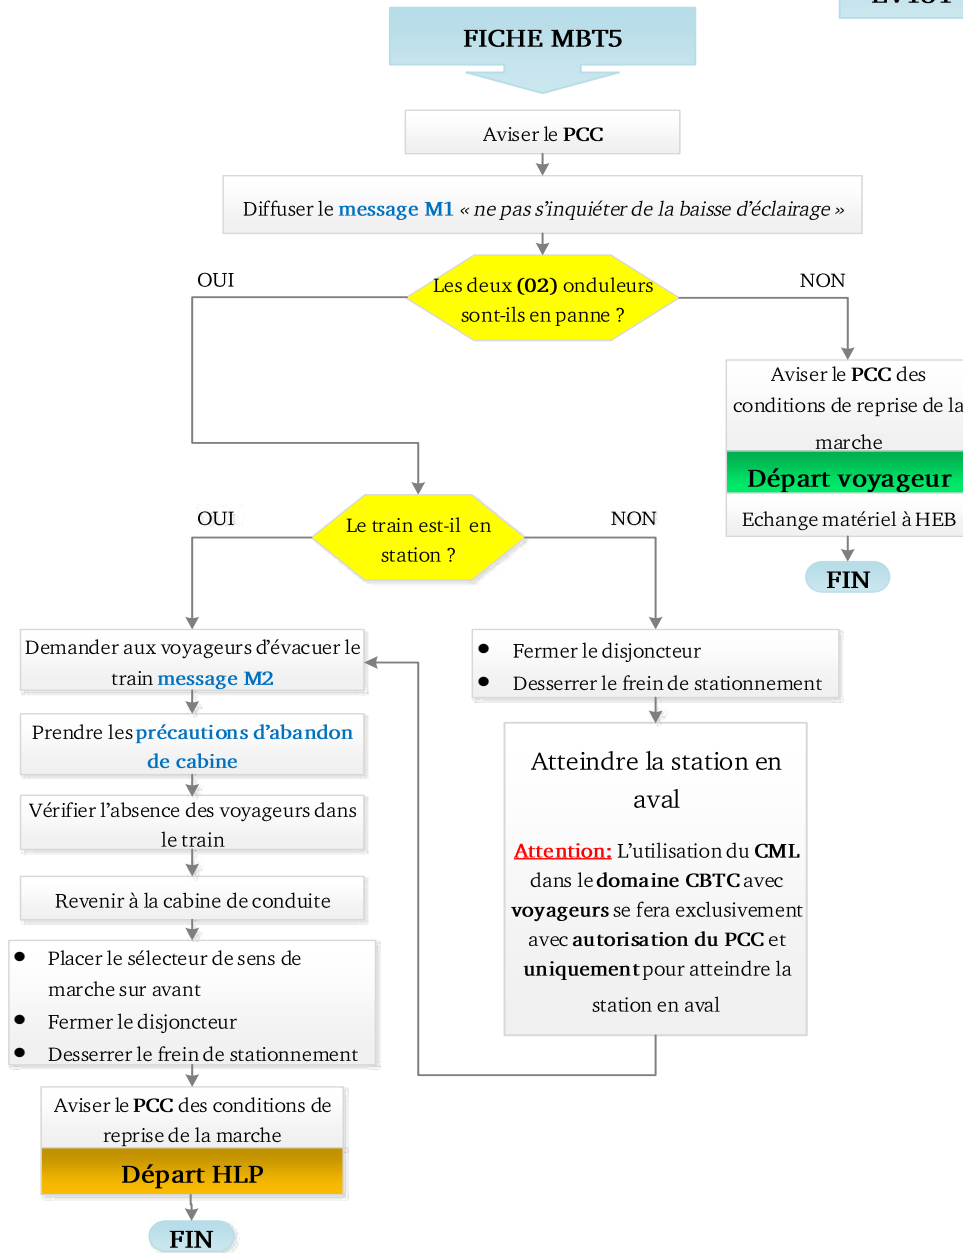 FICHE MBT5
Aviser le PCC
Diffuser le message M1 « ne pas s’inquiéter de la baisse d’éclairage »
OUI
NON
Les deux (02) onduleurs
sont-ils en panne ?
Aviser le PCC des
conditions de reprise de la
marche
Départ voyageur
Echange matériel à HEB
FIN
OUI
NON
Le train est-il en
station ?
Demander aux voyageurs d’évacuer le
train message M2
Prendre les précautions d’abandon
de cabine
Vérifier l’absence des voyageurs dans
le train
Revenir à la cabine de conduite
• Placer le sélecteur de sens de
marche sur avant
• Fermer le disjoncteur
• Desserrer le frein de stationnement
Aviser le PCC des conditions de
reprise de la marche
Départ HLP
FIN
• Fermer le disjoncteur
• Desserrer le frein de stationnement
Atteindre la station en
aval
Attention: L’utilisation du CML
dans le domaine CBTC avec
voyageurs se fera exclusivement
avec autorisation du PCC et
uniquement pour atteindre la
station en aval